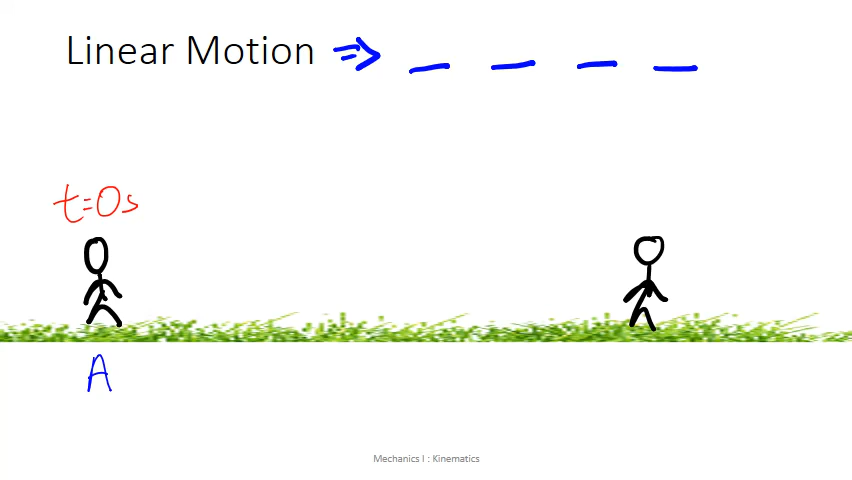 Linear Motion ⇒ _ _ _ _
t=0s
A
Mechanics I : Kinematics